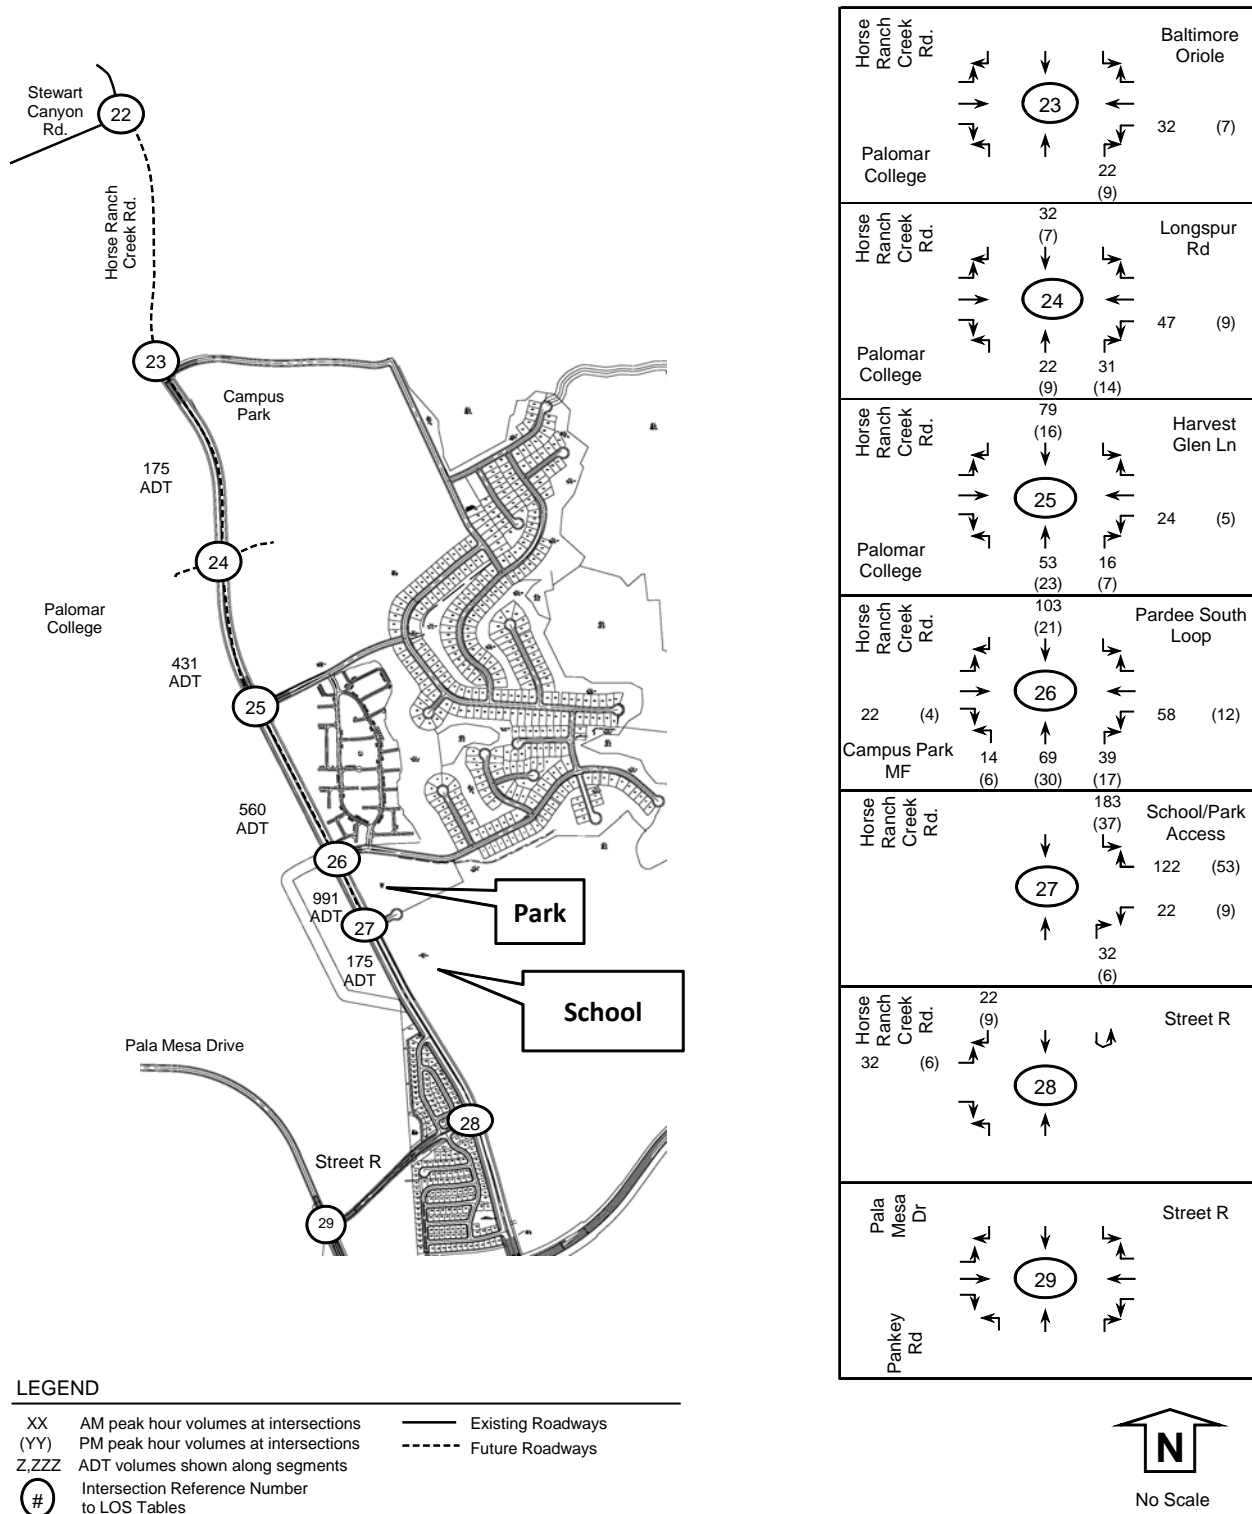 Stewart
Canyon
Rd.
22
Horse Ranch
Creek Rd.
23
Campus
Park
175
ADT
24
Palomar
College
431
ADT
25
560
ADT
26
991
ADT
27
Park
175
ADT
School
Pala Mesa Drive
28
Street R
29
Horse
Ranch
Creek
Rd.
Baltimore
Oriole
23
32 (7)
Palomar
College
22
(9)
Horse
Ranch
Creek
Rd.
32
(7)
Longspur
Rd
24
47 (9)
Palomar
College
22 31
(9) (14)
Horse
Ranch
Creek
Rd.
79
(16)
Harvest
Glen Ln
25
24 (5)
Palomar
College
53 16
(23) (7)
Horse
Ranch
Creek
Rd.
103
(21)
Pardee South
Loop
26
22 (4)
58 (12)
Campus Park
MF
14 69 39
(6) (30) (17)
Horse
Ranch
Creek
Rd.
183
(37)
School/Park
Access
122 (53)
27
22 (9)
32
(6)
Horse
Ranch
Creek
Rd.
22
(9)
Street R
32 (6)
28
Pala
Mesa
Dr
Street R
29
Pankey
Rd
LEGEND
XX AM peak hour volumes at intersections
(YY) PM peak hour volumes at intersections
Z,ZZZ ADT volumes shown along segments
# Intersection Reference Number
to LOS Tables
Existing Roadways
Future Roadways
N
No Scale